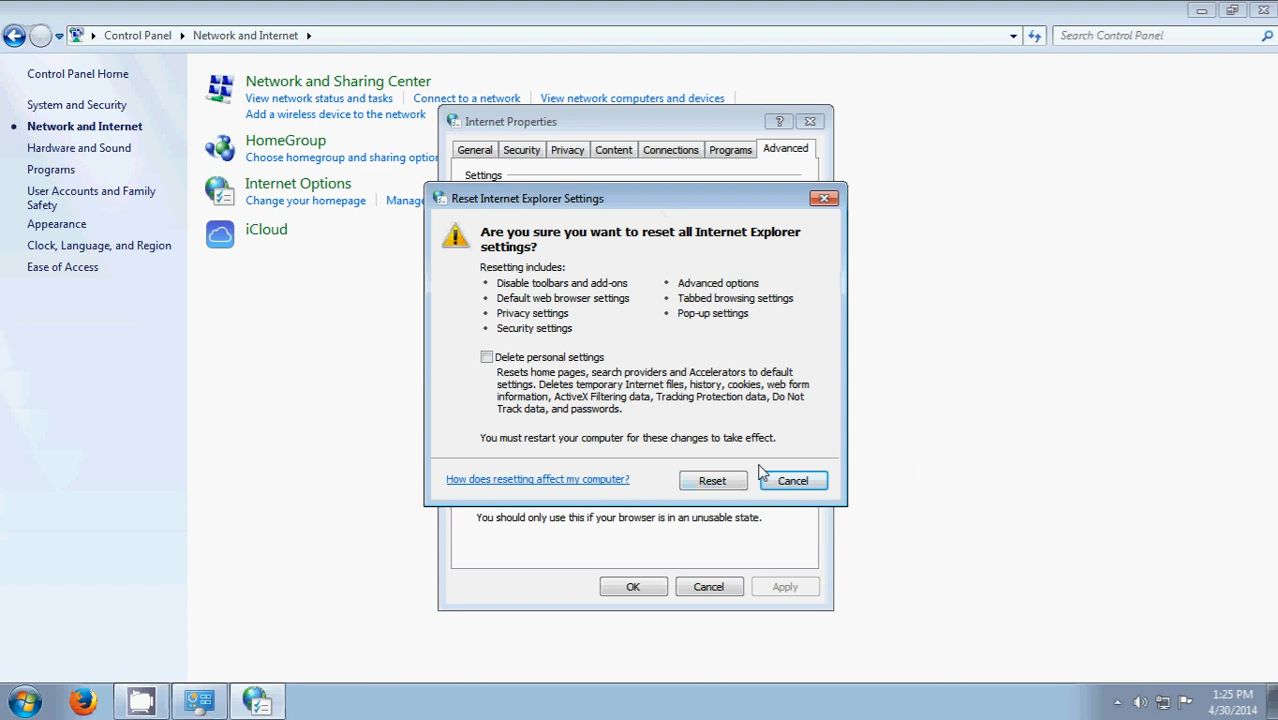 Control Panel Network and Internet
Search Control Panel
Control Panel Home
System and Security
Network and Internet
Hardware and Sound
Programs
User Accounts and Family
Safety
Appearance
Clock, Language, and Region
Ease of Access
Network and Sharing Center
View network status and tasks Connect to a network View network computers and devices
Add a wireless device to the network
HomeGroup
Choose homegroup and sharing
Internet Options
Change your homepage
iCloud
Internet Properties
General Security Privacy Content Connections Programs Advanced
Settings
Reset Internet Explorer Settings
Are you sure you want to reset all Internet Explorer
settings?
Resetting includes:
• Disable toolbars and add-ons • Advanced options
• Default web browser settings • Tabbed browsing settings
• Privacy settings • Pop-up settings
• Security settings
Delete personal settings
Resets home pages, search providers and Accelerators to default
settings. Deletes temporary Internet files, history, cookies, web form
information, ActiveX Filtering data, Tracking Protection data, Do Not
Track data, and passwords.
You must restart your computer for these changes to take effect.
How does resetting affect my computer? Reset Cancel
You should only use this if your browser is in an unusable state.
OK Cancel Apply
1:25 PM
4/30/2014